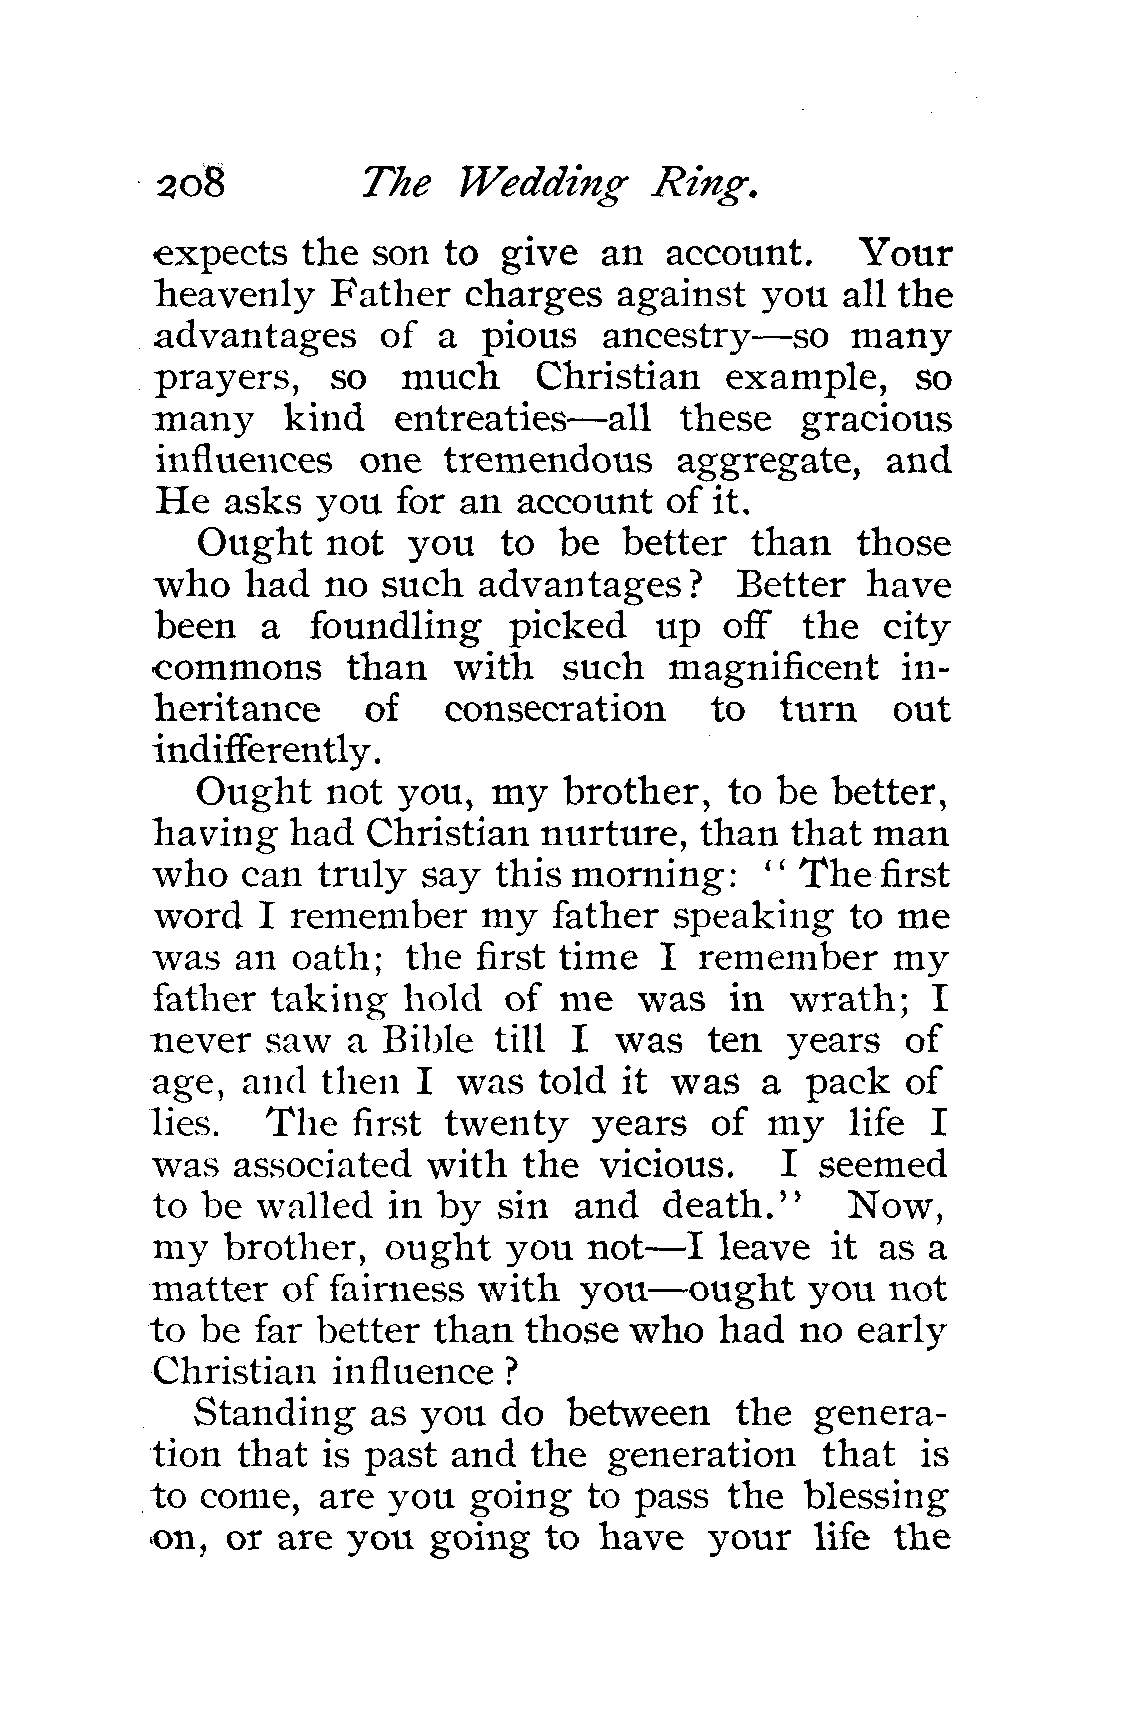 208 The Wedding Ring.
expects the son to give an account. Your
heavenly Father charges against you all the
advantages of a pious ancestry—so many
prayers, so much Christian example, so
many kind entreaties—all these gracious
influences one tremendous aggregate, and
He asks you for an account of it.
Ought not you to be better than those
who had no such advantages? Better have
been a foundling picked up off the city
commons than with such magnificent in-
heritance of consecration to turn out
indifferently.
Ought not you, my brother, to be better,
having had Christian nurture, than that man
who can truly say this morning: "The first
word I remember my father speaking to me
was an oath; the first time I remember my
father taking hold of me was in wrath; I
never saw a Bible till I was ten years of
age, and then I was told it was a pack of
lies. The first twenty years of my life I
was associated with the vicious. I seemed
to be walled in by sin and death." Now,
my brother, ought you not—I leave it as a
matter of fairness with you—ought you not
to be far better than those who had no early
Christian influence?
Standing as you do between the genera-
tion that is past and the generation that is
to come, are you going to pass the blessing
on, or are you going to have your life the